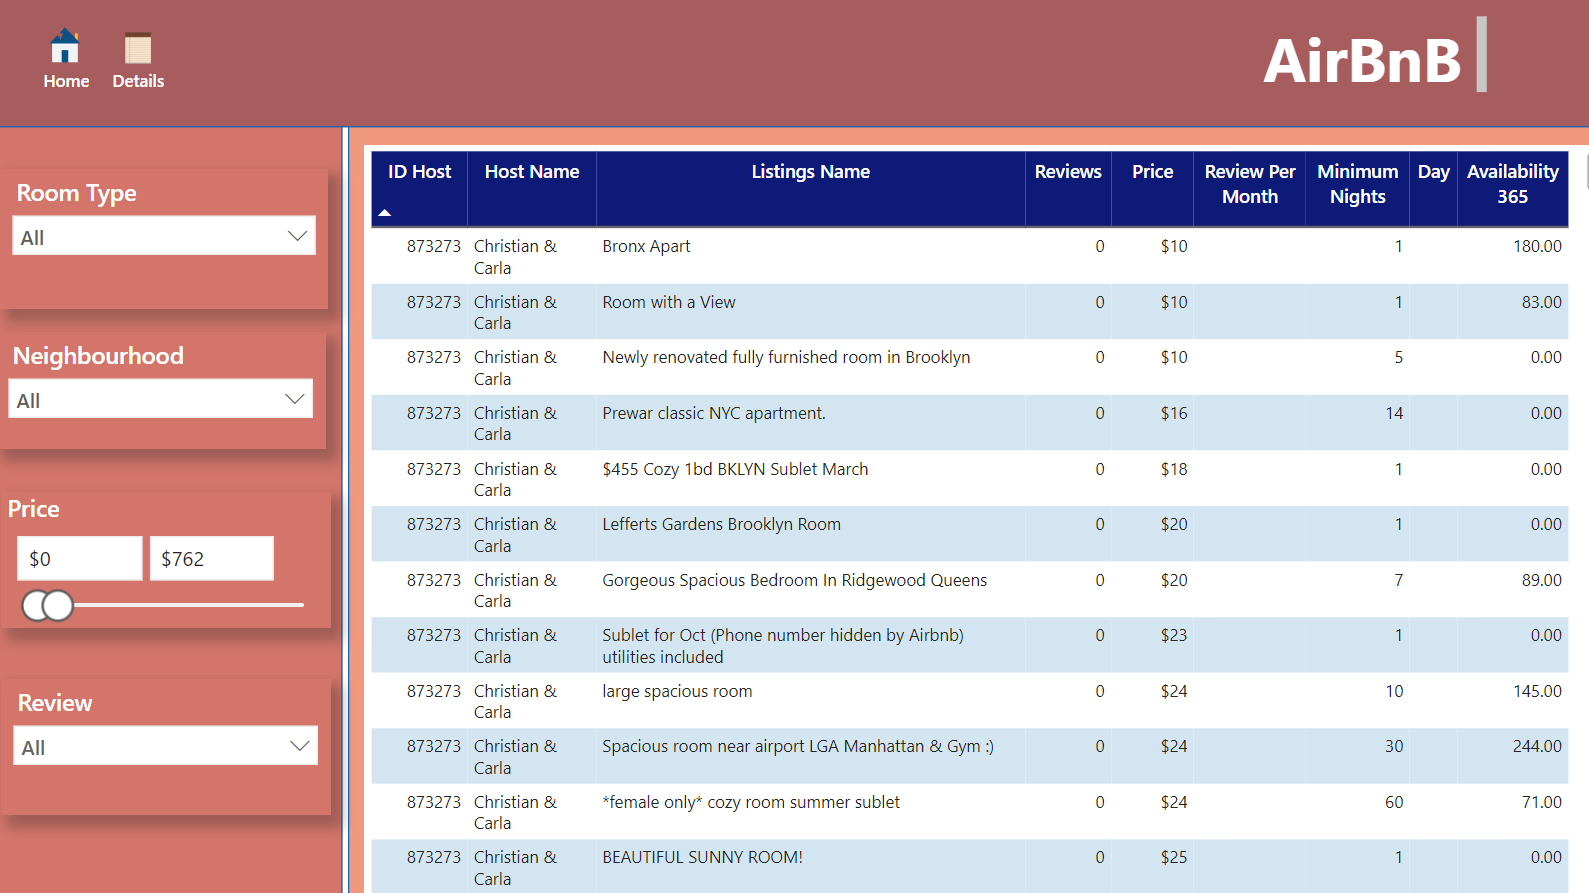 Home
Details
AirBnB
Room Type
All
Neighbourhood
All
Price
$0
$762
Review
All
ID Host Host Name Listings Name Reviews Price Review Per Minimum Day Availability
Month Nights 365
873273 Christian & Bronx Apart 0 $10 1 180.00
Carla
873273 Christian & Room with a View 0 $10 1 83.00
Carla
873273 Christian & Newly renovated fully furnished room in Brooklyn 0 $10 5 0.00
Carla
873273 Christian & Prewar classic NYC apartment. 0 $16 14 0.00
Carla
873273 Christian & $455 Cozy 1bd BKLYN Sublet March 0 $18 1 0.00
Carla
873273 Christian & Lefferts Gardens Brooklyn Room 0 $20 1 0.00
Carla
873273 Christian & Gorgeous Spacious Bedroom In Ridgewood Queens 0 $20 7 89.00
Carla
873273 Christian & Sublet for Oct (Phone number hidden by Airbnb) 0 $23 1 0.00
Carla utilities included
873273 Christian & large spacious room 0 $24 10 145.00
Carla
873273 Christian & Spacious room near airport LGA Manhattan & Gym :) 0 $24 30 244.00
Carla
873273 Christian & *female only* cozy room summer sublet 0 $24 60 71.00
Carla
873273 Christian & BEAUTIFUL SUNNY ROOM! 0 $25 1 0.00
Carla